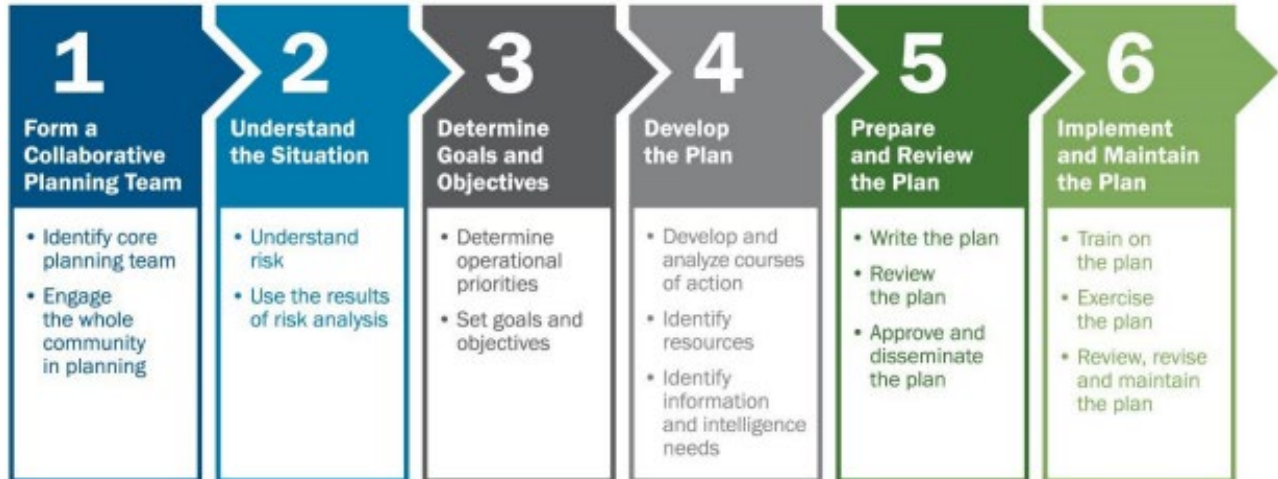 1
Form a
Collaborative
Planning Team
• Identify core
planning team
• Engage
the whole
community
in planning
2
Understand
the Situation
• Understand
risk
• Use the results
of risk analysis
3
Determine
Goals and
Objectives
• Determine
operational
priorities
• Set goals and
objectives
4
Develop
the Plan
• Develop and
analyze courses
of action
• Identify
resources
• Identify
information
and intelligence
needs
5
Prepare
and Review
the Plan
• Write the plan
• Review
the plan
• Approve and
disseminate
the plan
6
Implement
and Maintain
the Plan
• Train on
the plan
• Exercise
the plan
• Review, revise
and maintain
the plan